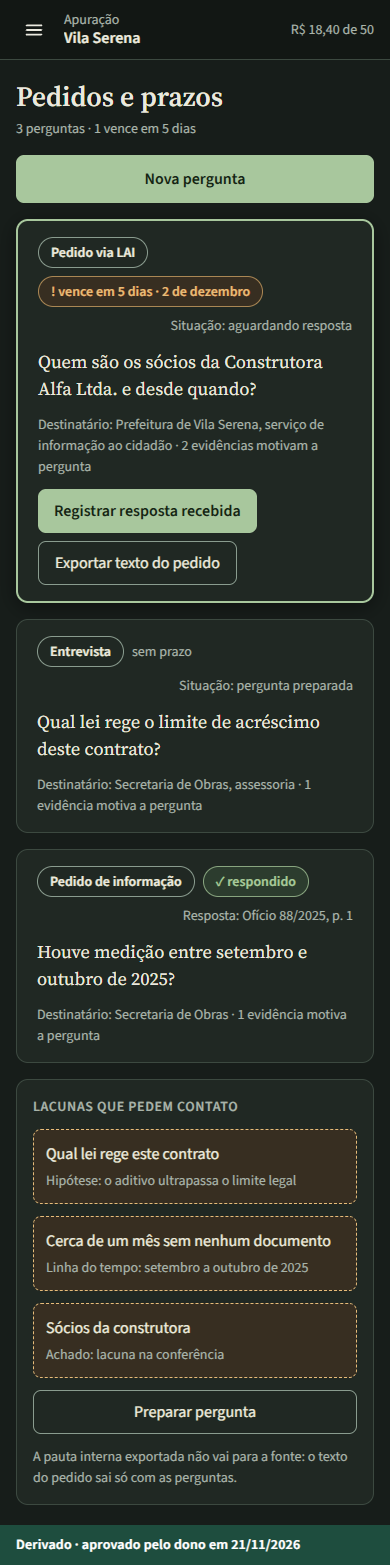 Apuração
Vila Serena
R$ 18,40 de 50
Pedidos e prazos
3 perguntas · 1 vence em 5 dias
Nova pergunta
Pedido via LAI
! vence em 5 dias · 2 de dezembro
Situação: aguardando resposta
Quem são os sócios da Construtora
Alfa Ltda. e desde quando?
Destinatário: Prefeitura de Vila Serena, serviço de
informação ao cidadão · 2 evidências motivam a
pergunta
Registrar resposta recebida
Exportar texto do pedido
Entrevista
sem prazo
Situação: pergunta preparada
Qual lei rege o limite de acréscimo
deste contrato?
Destinatário: Secretaria de Obras, assessoria · 1
evidência motiva a pergunta
Pedido de informação
✓ respondido
Resposta: Ofício 88/2025, p. 1
Houve medição entre setembro e
outubro de 2025?
Destinatário: Secretaria de Obras · 1 evidência motiva
a pergunta
LACUNAS QUE PEDEM CONTATO
Qual lei rege este contrato
Hipótese: o aditivo ultrapassa o limite legal
Cerca de um mês sem nenhum documento
Linha do tempo: setembro a outubro de 2025
Sócios da construtora
Achado: lacuna na conferência
Preparar pergunta
A pauta interna exportada não vai para a fonte: o texto
do pedido sai só com as perguntas.
Derivado · aprovado pelo dono em 21/11/2026